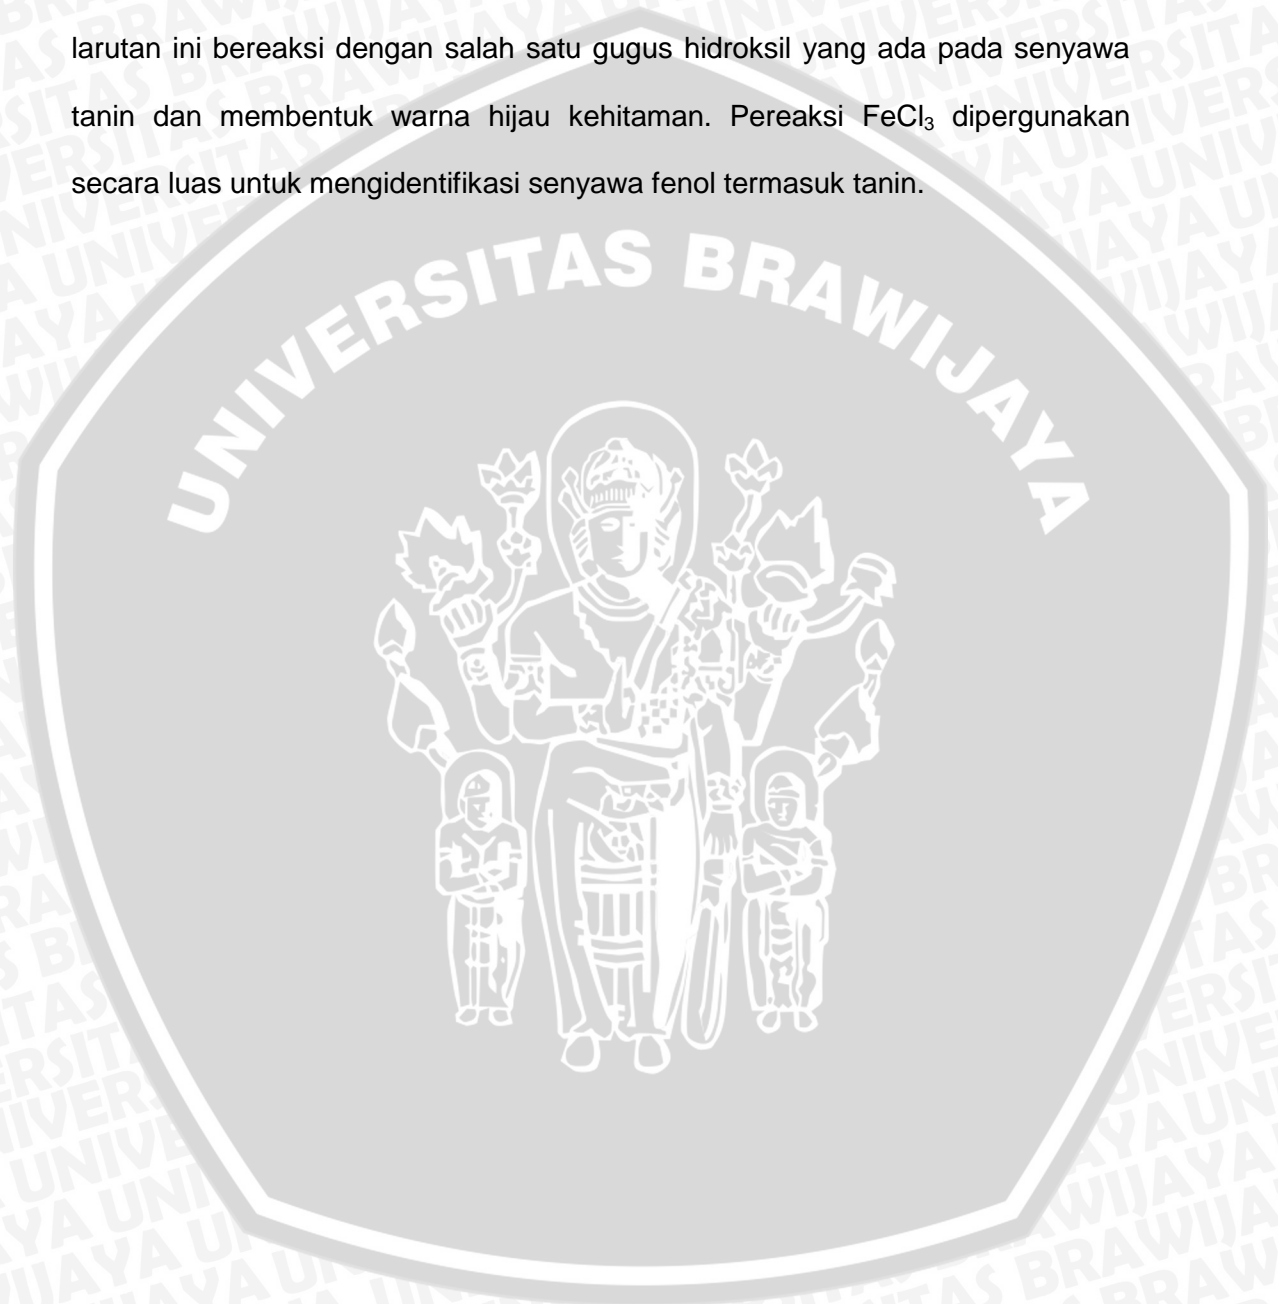 larutan ini bereaksi dengan salah satu gugus hidroksil yang ada pada senyawa
tanin dan membentuk warna hijau kehitaman. Pereaksi FeCl₃ dipergunakan
secara luas untuk mengidentifikasi senyawa fenol termasuk tanin.
UNIVERSITAS BRAWIJAYA